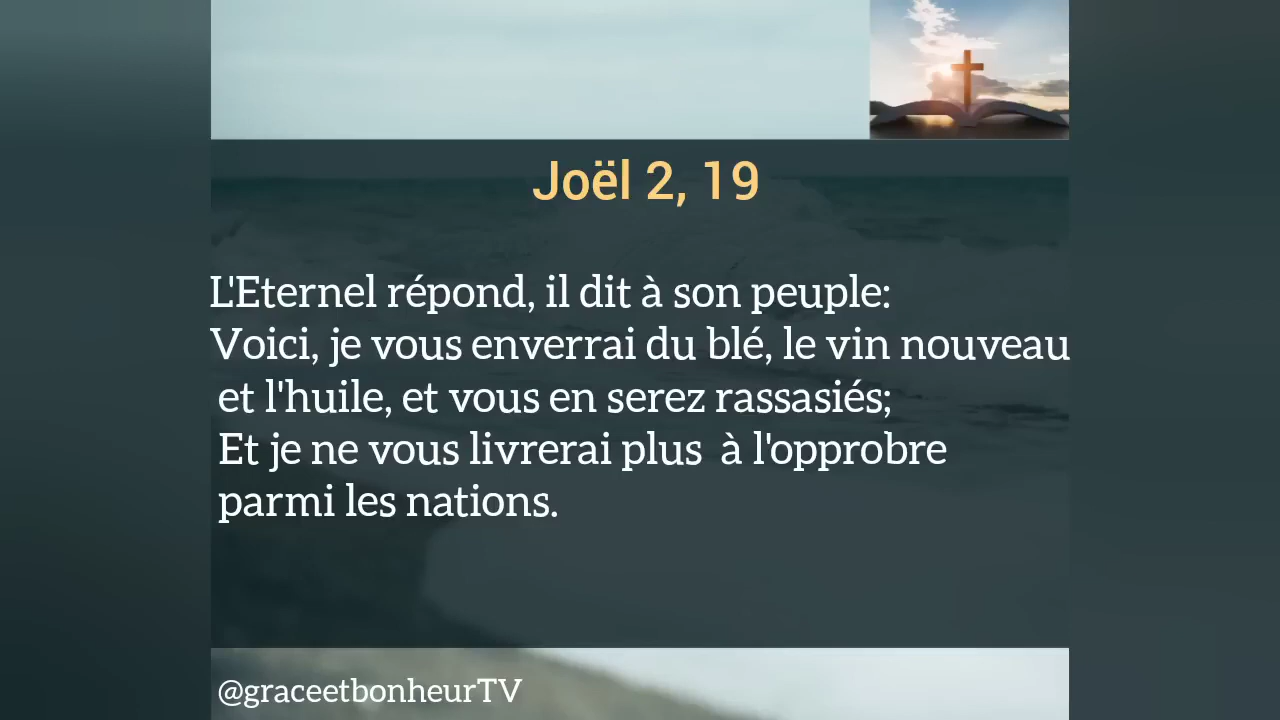 Joël 2, 19
L'Eternel répond, il dit à son peuple:
Voici, je vous enverrai du blé, le vin nouveau
et l'huile, et vous en serez rassasiés;
Et je ne vous livrerai plus  à l'opprobre
parmi les nations.
@graceetbonheurTV